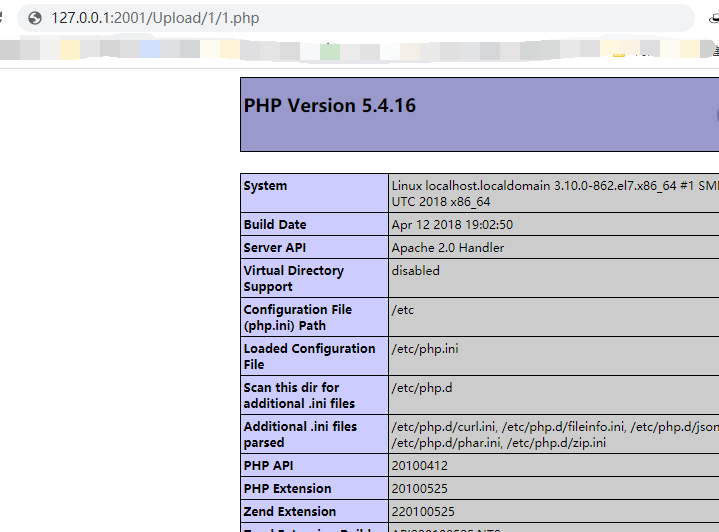 127.0.0.1:2001/Upload/1/1.php
PHP Version 5.4.16
System
Linux localhost.localdomain 3.10.0-862.el7.x86_64 #1
UTC 2018 x86_64
Build Date
Apr 12 2018 19:02:50
Server API
Apache 2.0 Handler
Virtual Directory
Support
disabled
Configuration File
(php.ini) Path
/etc
Loaded Configuration
File
/etc/php.ini
Scan this dir for
additional .ini files
/etc/php.d
Additional .ini files
parsed
/etc/php.d/curl.ini, /etc/php.d/fileinfo.ini, /etc/php.d/json
/etc/php.d/phar.ini, /etc/php.d/zip.ini
PHP API
20100412
PHP Extension
20100525
Zend Extension
220100525